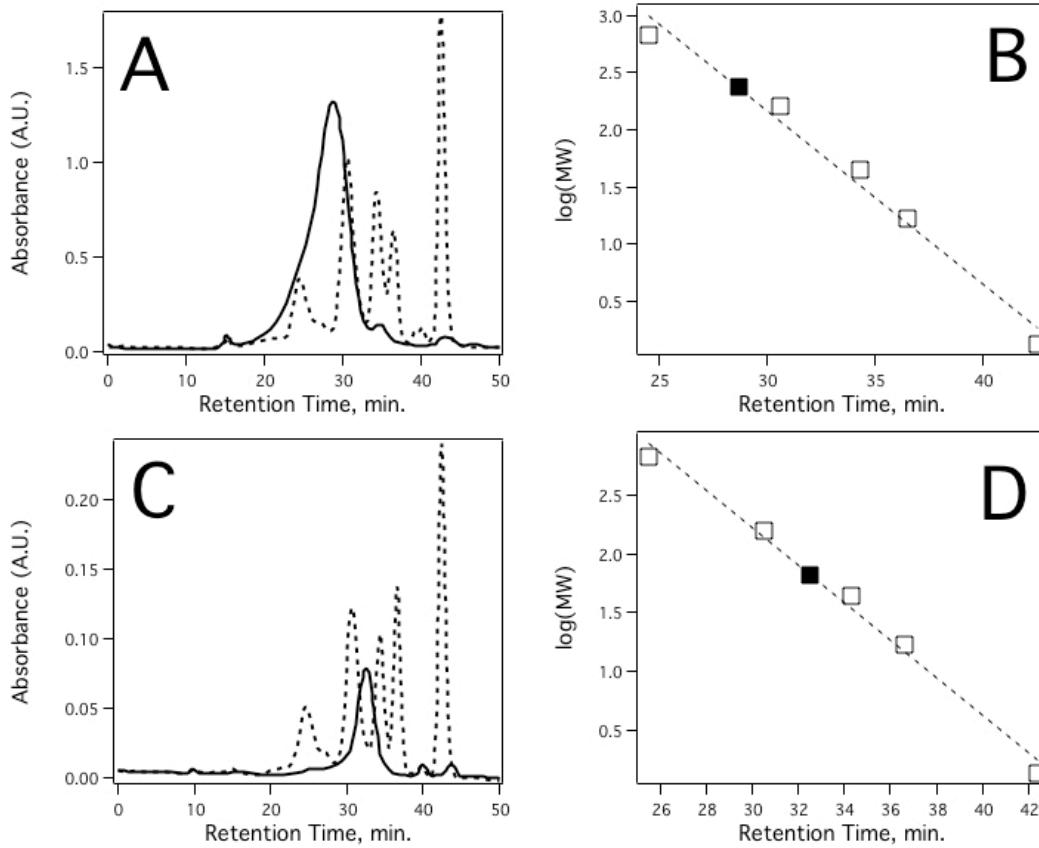 A
Absorbance (A.U.)
1.5
1.0
0.5
0.0
0 10 20 30 40 50
Retention Time, min.
B
log(MW)
3.0
2.5
2.0
1.5
1.0
0.5
25 30 35 40
Retention Time, min.
C
Absorbance (A.U.)
0.20
0.15
0.10
0.05
0.00
0 10 20 30 40 50
Retention Time, min.
D
log(MW)
2.5
2.0
1.5
1.0
0.5
26 28 30 32 34 36 38 40 42
Retention Time, min.